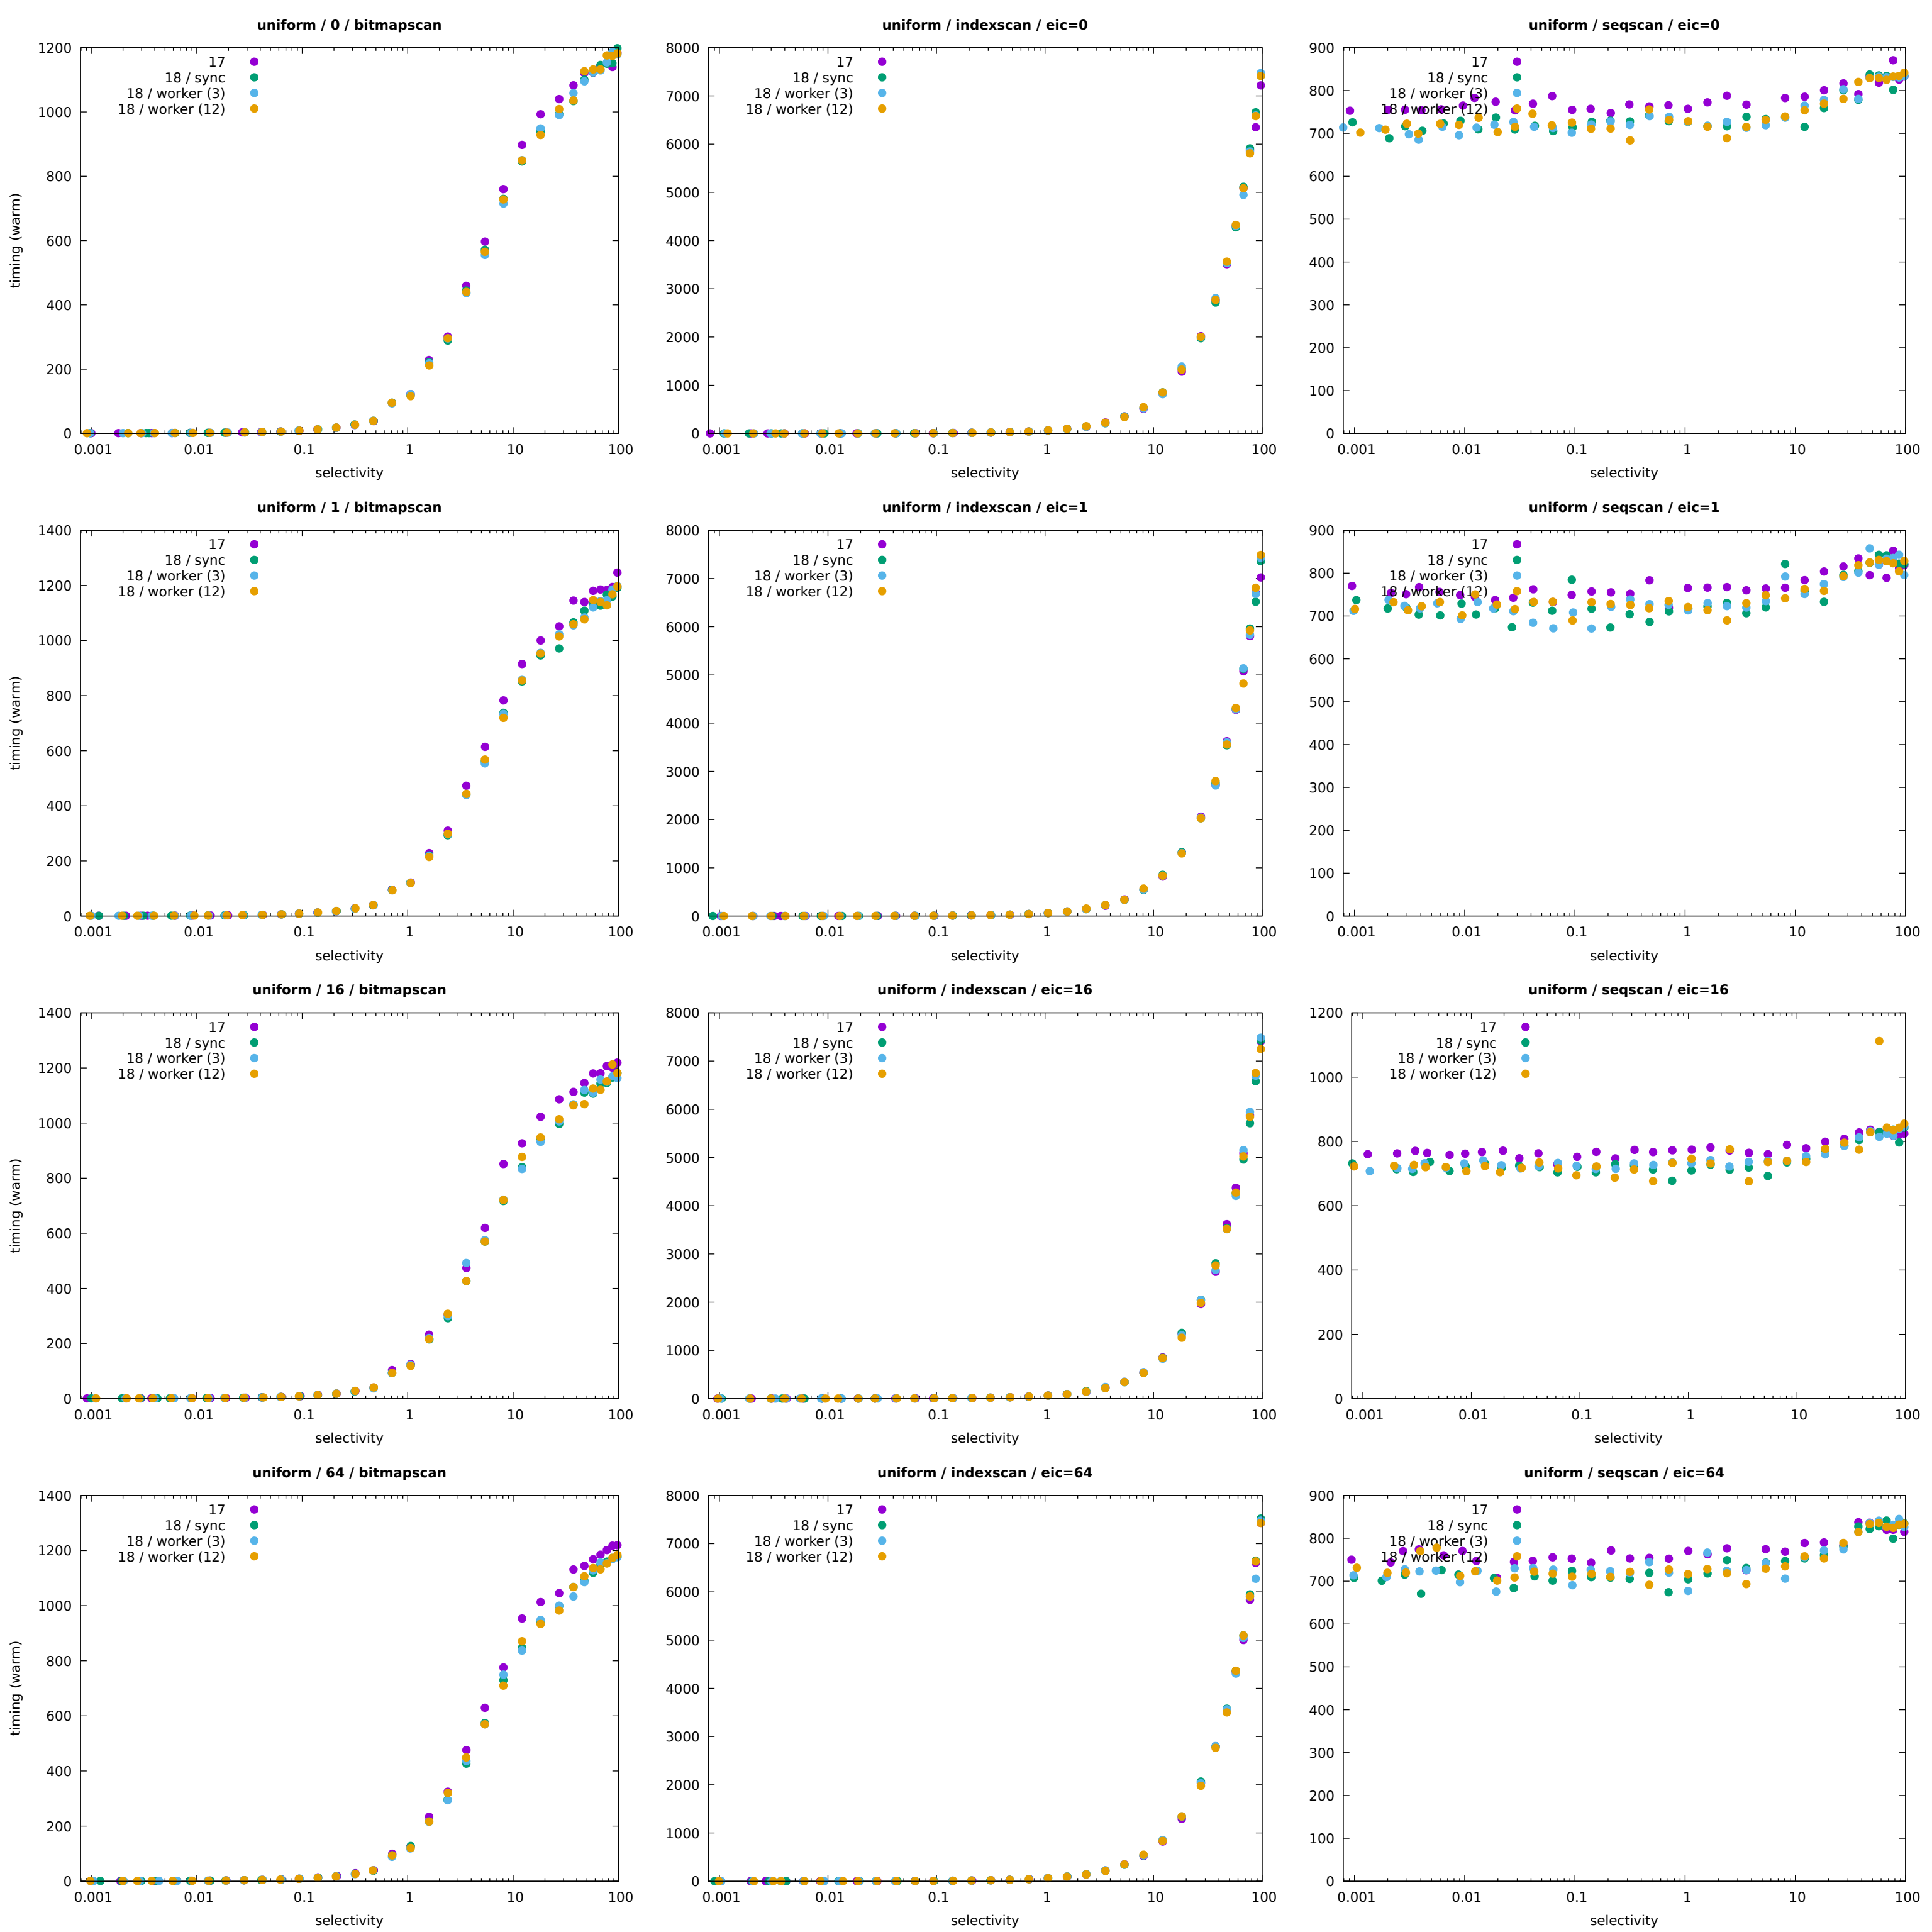 uniform / 0 / bitmapscan
1200
1000
800
600
400
200
0
timing (warm)
17
18 / sync
18 / worker (3)
18 / worker (12)
0.001 0.01 0.1 1 10 100
selectivity
uniform / indexscan / eic=0
8000
7000
6000
5000
4000
3000
2000
1000
0
17
18 / sync
18 / worker (3)
18 / worker (12)
0.001 0.01 0.1 1 10 100
selectivity
uniform / seqscan / eic=0
900
800
700
600
500
400
300
200
100
0
17
18 / sync
18 / worker (3)
18 / worker (12)
0.001 0.01 0.1 1 10 100
selectivity
uniform / 1 / bitmapscan
1400
1200
1000
800
600
400
200
0
timing (warm)
17
18 / sync
18 / worker (3)
18 / worker (12)
0.001 0.01 0.1 1 10 100
selectivity
uniform / indexscan / eic=1
8000
7000
6000
5000
4000
3000
2000
1000
0
17
18 / sync
18 / worker (3)
18 / worker (12)
0.001 0.01 0.1 1 10 100
selectivity
uniform / seqscan / eic=1
900
800
700
600
500
400
300
200
100
0
17
18 / sync
18 / worker (3)
18 / worker (12)
0.001 0.01 0.1 1 10 100
selectivity
uniform / 16 / bitmapscan
1400
1200
1000
800
600
400
200
0
timing (warm)
17
18 / sync
18 / worker (3)
18 / worker (12)
0.001 0.01 0.1 1 10 100
selectivity
uniform / indexscan / eic=16
8000
7000
6000
5000
4000
3000
2000
1000
0
17
18 / sync
18 / worker (3)
18 / worker (12)
0.001 0.01 0.1 1 10 100
selectivity
uniform / seqscan / eic=16
1200
1000
800
600
400
200
0
17
18 / sync
18 / worker (3)
18 / worker (12)
0.001 0.01 0.1 1 10 100
selectivity
uniform / 64 / bitmapscan
1400
1200
1000
800
600
400
200
0
timing (warm)
17
18 / sync
18 / worker (3)
18 / worker (12)
0.001 0.01 0.1 1 10 100
selectivity
uniform / indexscan / eic=64
8000
7000
6000
5000
4000
3000
2000
1000
0
17
18 / sync
18 / worker (3)
18 / worker (12)
0.001 0.01 0.1 1 10 100
selectivity
uniform / seqscan / eic=64
900
800
700
600
500
400
300
200
100
0
17
18 / sync
18 / worker (3)
18 / worker (12)
0.001 0.01 0.1 1 10 100
selectivity